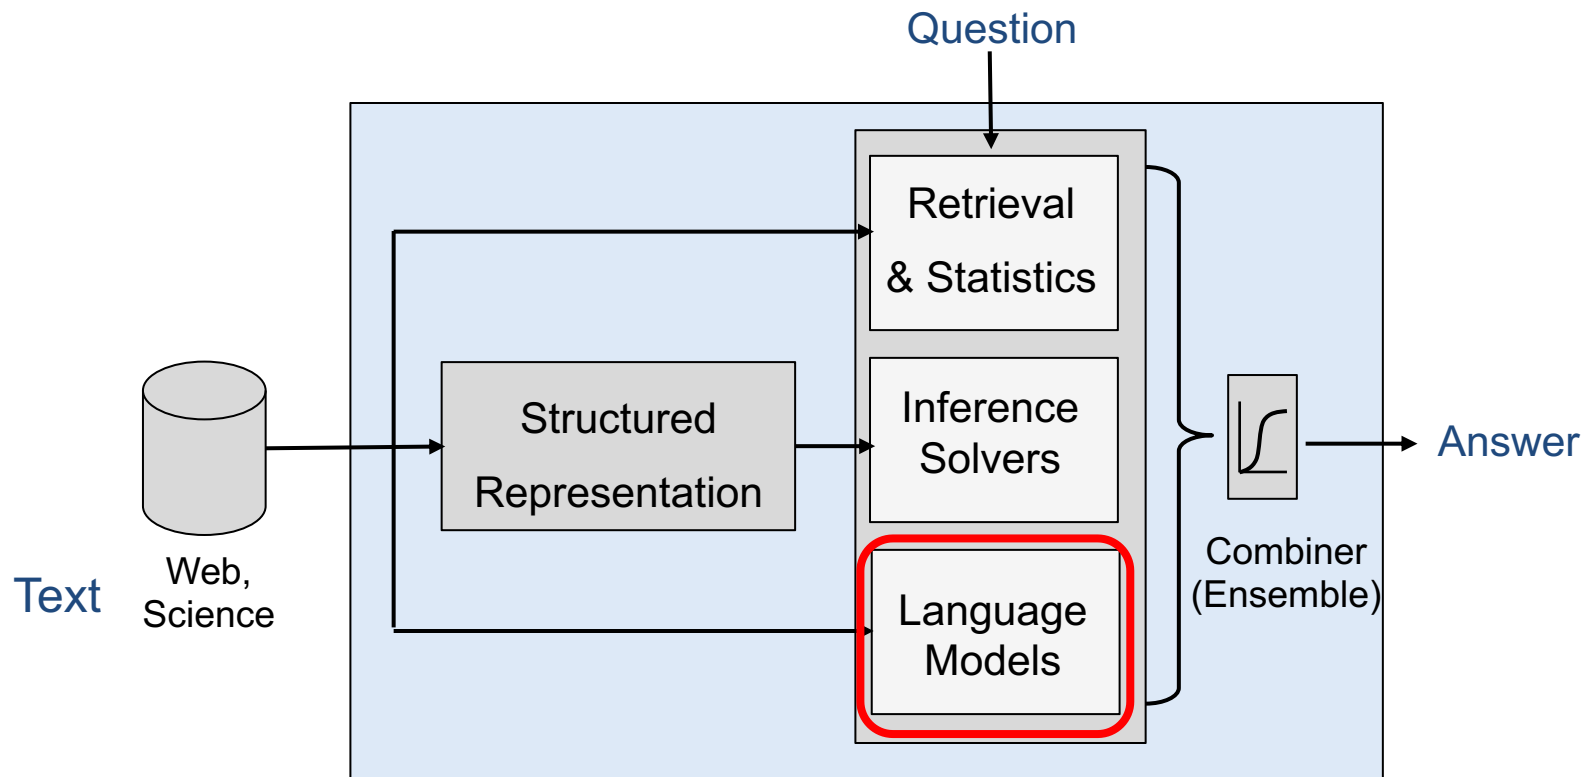 Question
Retrieval
& Statistics
Structured
Representation
Inference
Solvers
Answer
Text
Web,
Science
Language
Models
Combiner
(Ensemble)